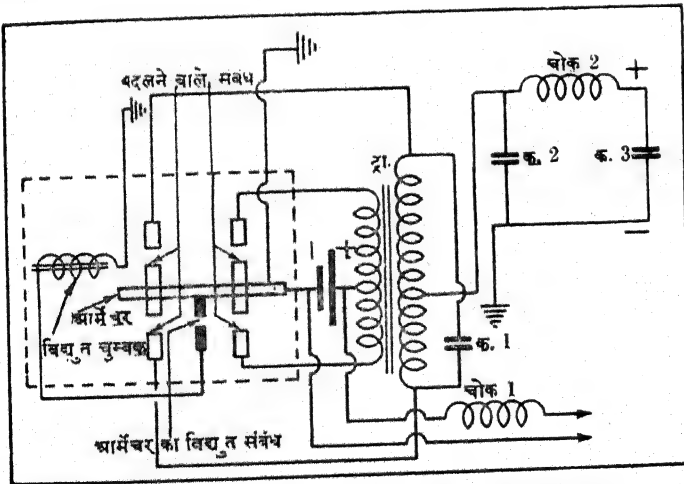 बदलने वाले संबंध
चोक 2
+
ट्रा.
क. 2
क. 3
-
+
-
आर्मेचर
विद्युत चुम्बक
क. 1
चोक 1
आर्मेचर का विद्युत संबंध